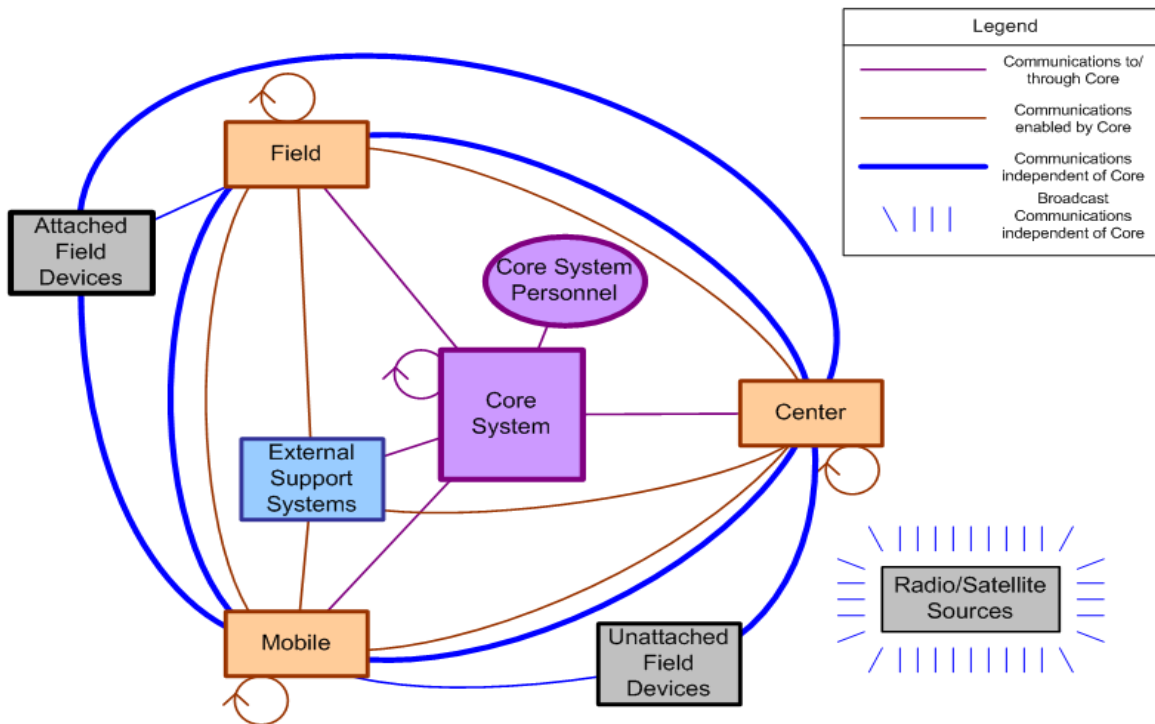 Legend
Communications to/
through Core
Communications
enabled by Core
Communications
independent of Core
Broadcast
Communications
independent of Core
Field
Attached
Field
Devices
Core System
Personnel
Core
System
Center
External
Support
Systems
Mobile
Unattached
Field
Devices
Radio/Satellite
Sources